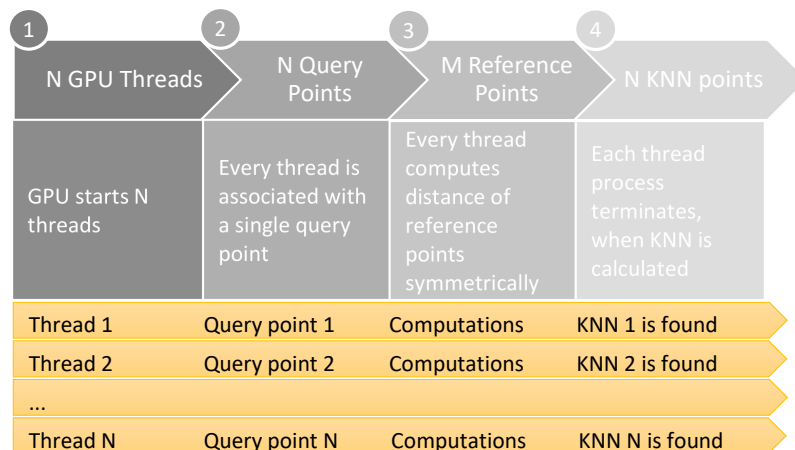 1
2
3
4
N GPU Threads
N Query
Points
M Reference
Points
N KNN points
GPU starts N
threads
Every thread is
associated with
a single query
point
Every thread
computes
distance of
reference
points
symmetrically
Each thread
process
terminates,
when KNN is
calculated
Thread 1 Query point 1 Computations KNN 1 is found
Thread 2 Query point 2 Computations KNN 2 is found
...
Thread N Query point N Computations KNN N is found